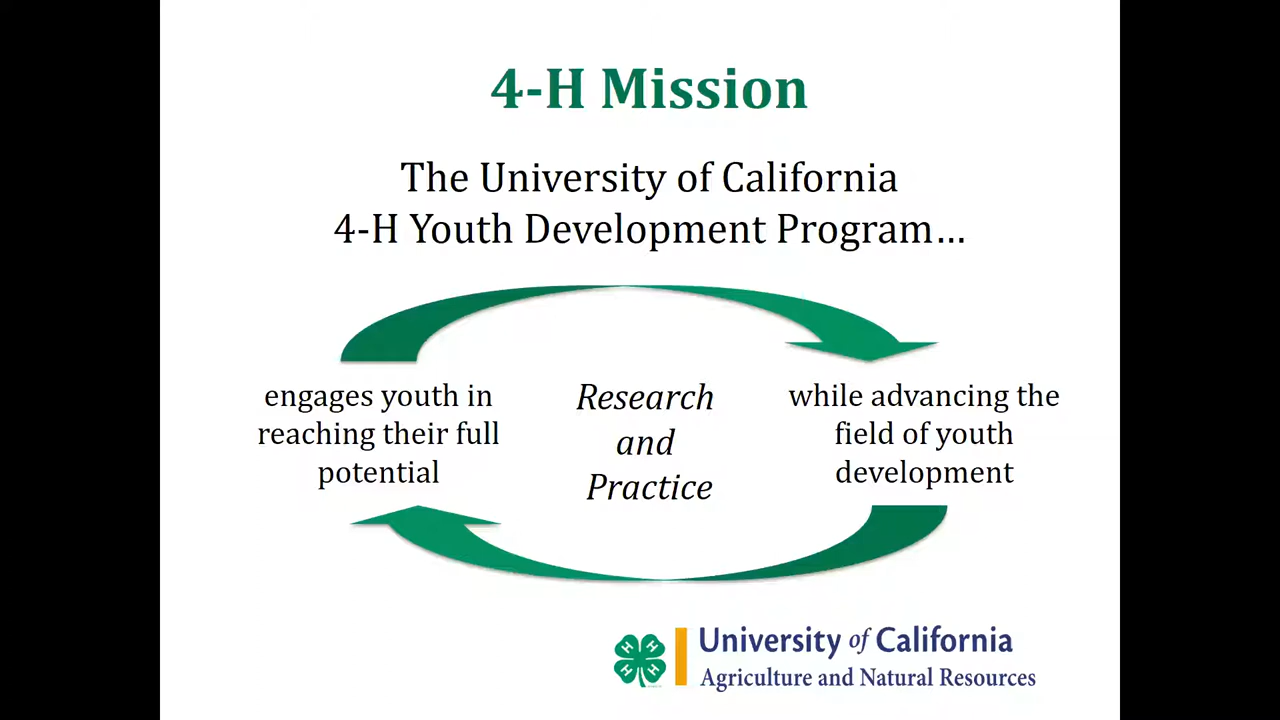 4-H Mission
The University of California
4-H Youth Development Program…
engages youth in
reaching their full
potential
Research
and
Practice
while advancing the
field of youth
development
H H
H H
University of California
Agriculture and Natural Resources